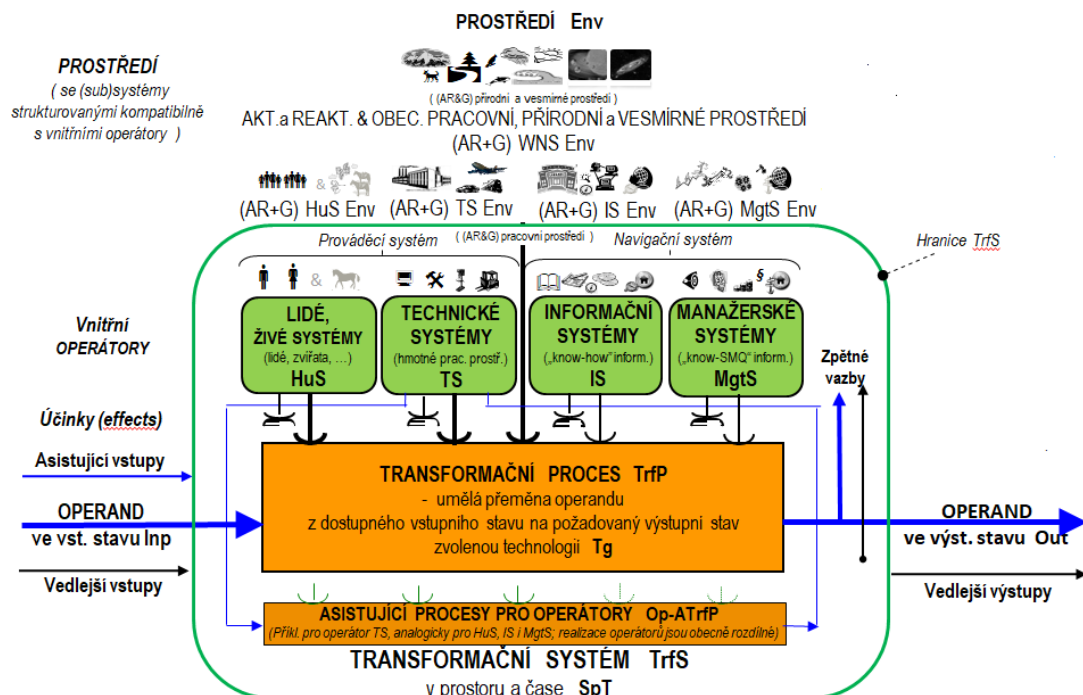 PROSTŘEDÍ Env
PROSTŘEDÍ
( se (sub)systémy
strukturovanými kompatibilně
s vnitřními operátory )
( (AR&G) přírodní a vesmírné prostředí )
AKT.a REAKT. & OBEC. PRACOVNÍ, PŘÍRODNÍ a VESMÍRNÉ PROSTŘEDÍ
(AR+G) WNS Env
&
(AR+G) HuS Env
(AR+G) TS Env
(AR+G) IS Env
(AR+G) MgtS Env
Prováděcí systém
( (AR&G) pracovní prostředí )
Navigační systém
Hranice TrfS
&
§
Vnitřní
OPERÁTORY
LIDÉ,
ŽIVÉ SYSTÉMY
(lidé, zvířata, …)
HuS
TECHNICKÉ
SYSTÉMY
(hmotné prac. prostř.)
TS
INFORMAČNÍ
SYSTÉMY
(„know-how" inform.)
IS
MANAŽERSKÉ
SYSTÉMY
(„know-SMQ" inform.)
MgtS
Zpětné
vazby
Účinky (effects)
Asistující vstupy
OPERAND
ve vst. stavu Inp
Vedlejší vstupy
TRANSFORMAČNÍ PROCES TrfP
- umělá přeměna operandu
z dostupného vstupního stavu na požadovaný výstupní stav
zvolenou technologií Tg
OPERAND
ve výst. stavu Out
Vedlejší výstupy
ASISTUJÍCÍ PROCESY PRO OPERÁTORY Op-ATrfP
(Příkl. pro operátor TS, analogicky pro HuS, IS i MgtS; realizace operátorů jsou obecně rozdílné)
TRANSFORMAČNÍ SYSTÉM TrfS
v prostoru a čase SpT